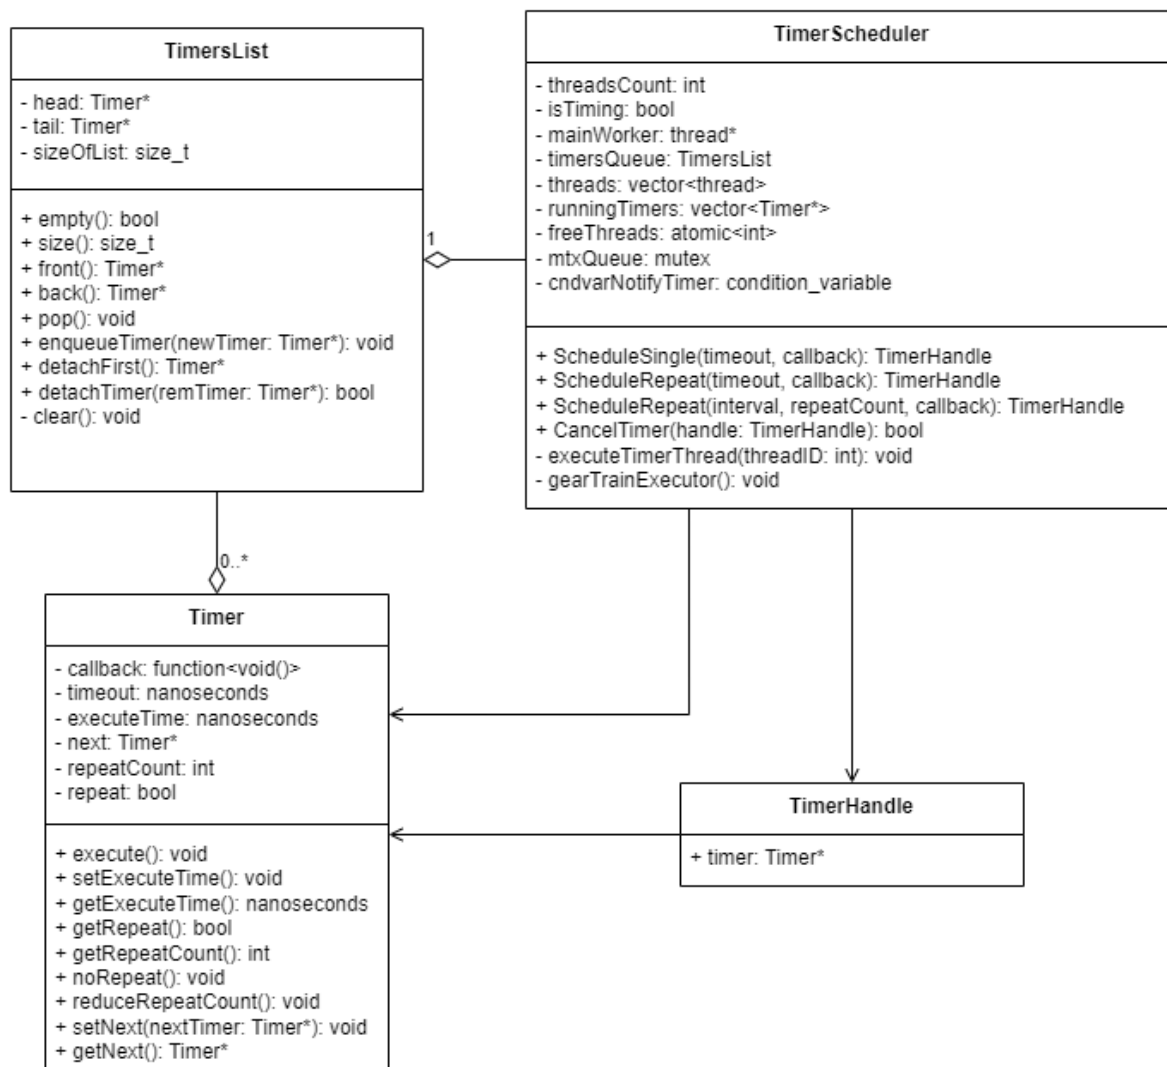 TimersList
- head: Timer*
- tail: Timer*
- sizeOfList: size_t
+ empty(): bool
+ size(): size_t
+ front(): Timer*
+ back(): Timer*
+ pop(): void
+ enqueueTimer(newTimer: Timer*): void
+ detachFirst(): Timer*
+ detachTimer(remTimer: Timer*): bool
- clear(): void
1
TimerScheduler
- threadsCount: int
- isTiming: bool
- mainWorker: thread*
- timersQueue: TimersList
- threads: vector<thread>
- runningTimers: vector<Timer*>
- freeThreads: atomic<int>
- mtxQueue: mutex
- cndvarNotifyTimer: condition_variable
+ ScheduleSingle(timeout, callback): TimerHandle
+ ScheduleRepeat(timeout, callback): TimerHandle
+ ScheduleRepeat(interval, repeatCount, callback): TimerHandle
+ CancelTimer(handle: TimerHandle): bool
- executeTimerThread(threadID: int): void
- gearTrainExecutor(): void
0..*
Timer
- callback: function<void()>
- timeout: nanoseconds
- executeTime: nanoseconds
- next: Timer*
- repeatCount: int
- repeat: bool
+ execute(): void
+ setExecuteTime(): void
+ getExecuteTime(): nanoseconds
+ getRepeat(): bool
+ getRepeatCount(): int
+ noRepeat(): void
+ reduceRepeatCount(): void
+ setNext(nextTimer: Timer*): void
+ getNext(): Timer*
TimerHandle
+ timer: Timer*